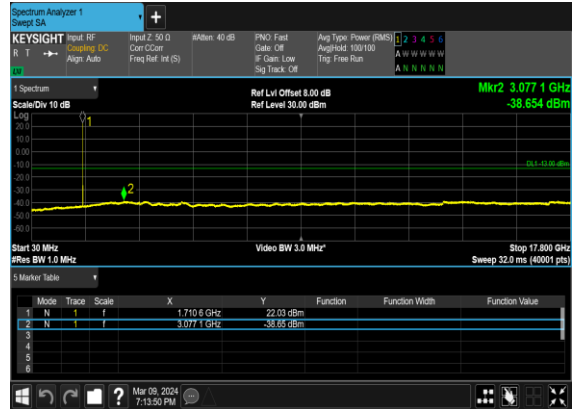 Spectrum Analyzer 1
Swept SA
+
KEYSIGHT Input: RF Input Z: 50 Ω #Atten: 40 dB PNO: Fast Avg Type: Power (RMS) 1 2 3 4 5 6
R T Coupling: DC Corr CCorr Gate: Off Avg|Hold: 100/100 A W W W W W
Align: Auto Freq Ref: Int (S) IF Gain: Low Trig: Free Run
Sig Track: Off A N N N N N
1 Spectrum Ref Lvl Offset 8.00 dB Mkr2 3.077 1 GHz
Scale/Div 10 dB Ref Level 30.00 dBm -38.654 dBm
Log
1
20.0
10.0
0.00
-10.0
DL1 -13.00 dBm
-20.0
-30.0
2
-40.0
-50.0
-60.0
Start 30 MHz Video BW 3.0 MHz* Stop 17.800 GHz
#Res BW 1.0 MHz Sweep 32.0 ms (40001 pts)
5 Marker Table
Mode Trace Scale X Y Function Function Width Function Value
1 N 1 f 1.710 6 GHz 22.03 dBm
2 N 1 f 3.077 1 GHz -38.65 dBm
3
4
5
6
? Mar 09, 2024
7:13:50 PM